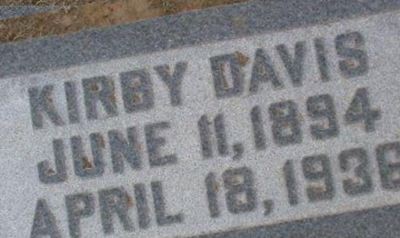 KIRBY DAVIS
JUNE 11, 1894
APRIL 18, 1936